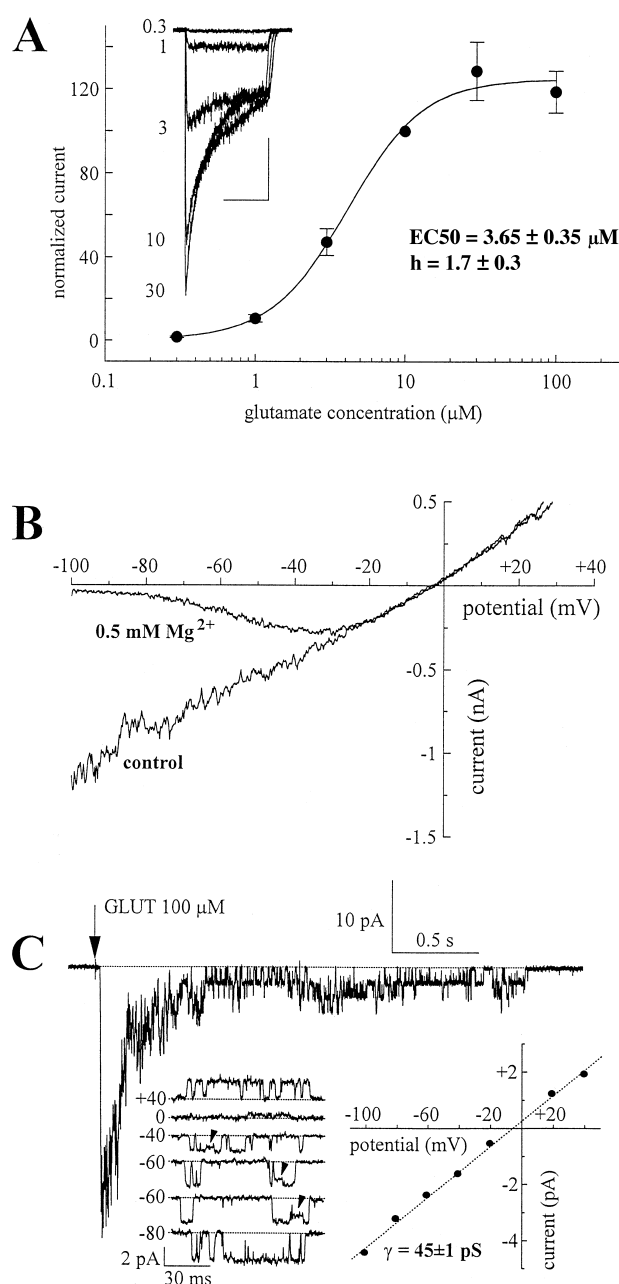 A
0.3
1
3
10
30
120
80
40
0
normalized current
EC50 = 3.65 ± 0.35 μM
h = 1.7 ± 0.3
0.1 1 10 100
glutamate concentration (μM)
B
0.5
-100 -80 -60 -40 -20 +20 +40
potential (mV)
0.5 mM Mg2+
-0.5
control
-1
-1.5
current (nA)
C
GLUT 100 μM
10 pA
0.5 s
+40
0
-40
-60
-60
-80
2 pA
30 ms
+2
-100 -60 -20 +20
potential (mV)
-2
-4
current (pA)
γ = 45±1 pS